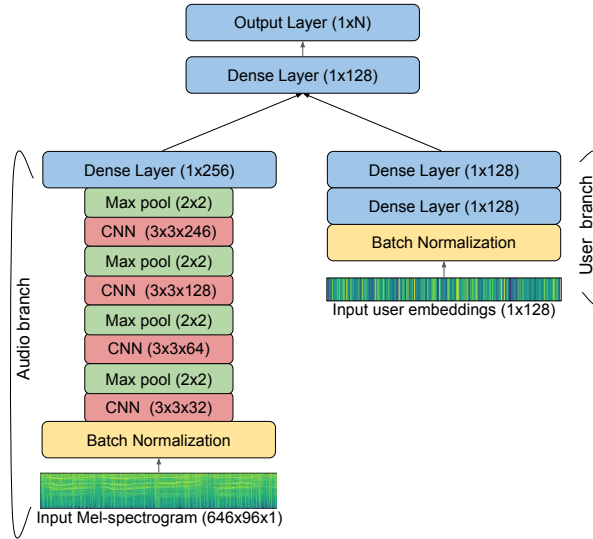 Output Layer (1xN)
Dense Layer (1x128)
Audio branch
Dense Layer (1x256)
Max pool (2x2)
CNN (3x3x246)
Max pool (2x2)
CNN (3x3x128)
Max pool (2x2)
CNN (3x3x64)
Max pool (2x2)
CNN (3x3x32)
Batch Normalization
Input Mel-spectrogram (646x96x1)
Dense Layer (1x128)
Dense Layer (1x128)
Batch Normalization
Input user embeddings (1x128)
User branch